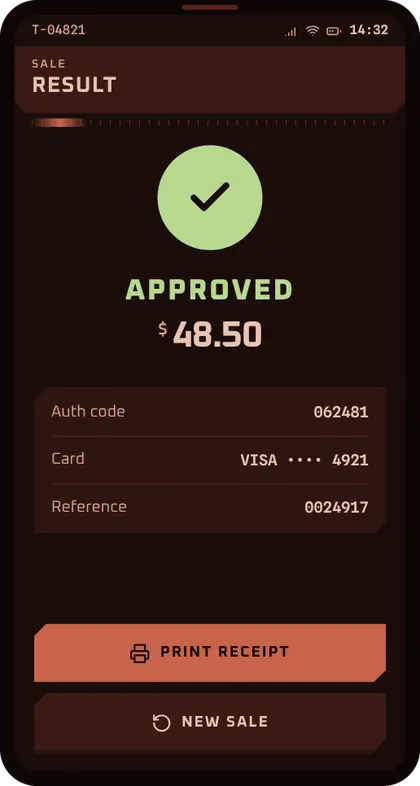 T-04821 14:32
SALE
RESULT
APPROVED
$ 48.50
Auth code 062481
Card VISA •••• 4921
Reference 0024917
PRINT RECEIPT
NEW SALE